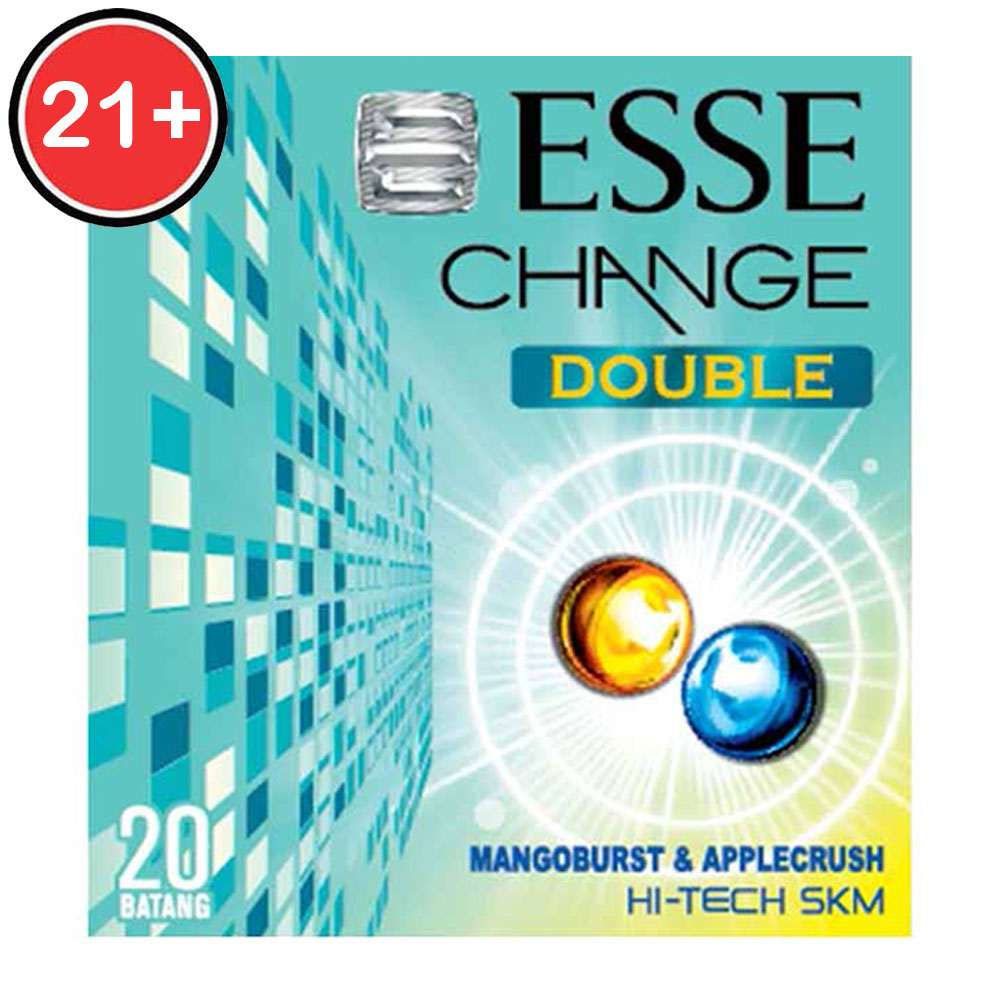 21+
ESSE
CHANGE
DOUBLE
MANGOBURST & APPLECRUSH
HI-TECH SKM
20
BATANG